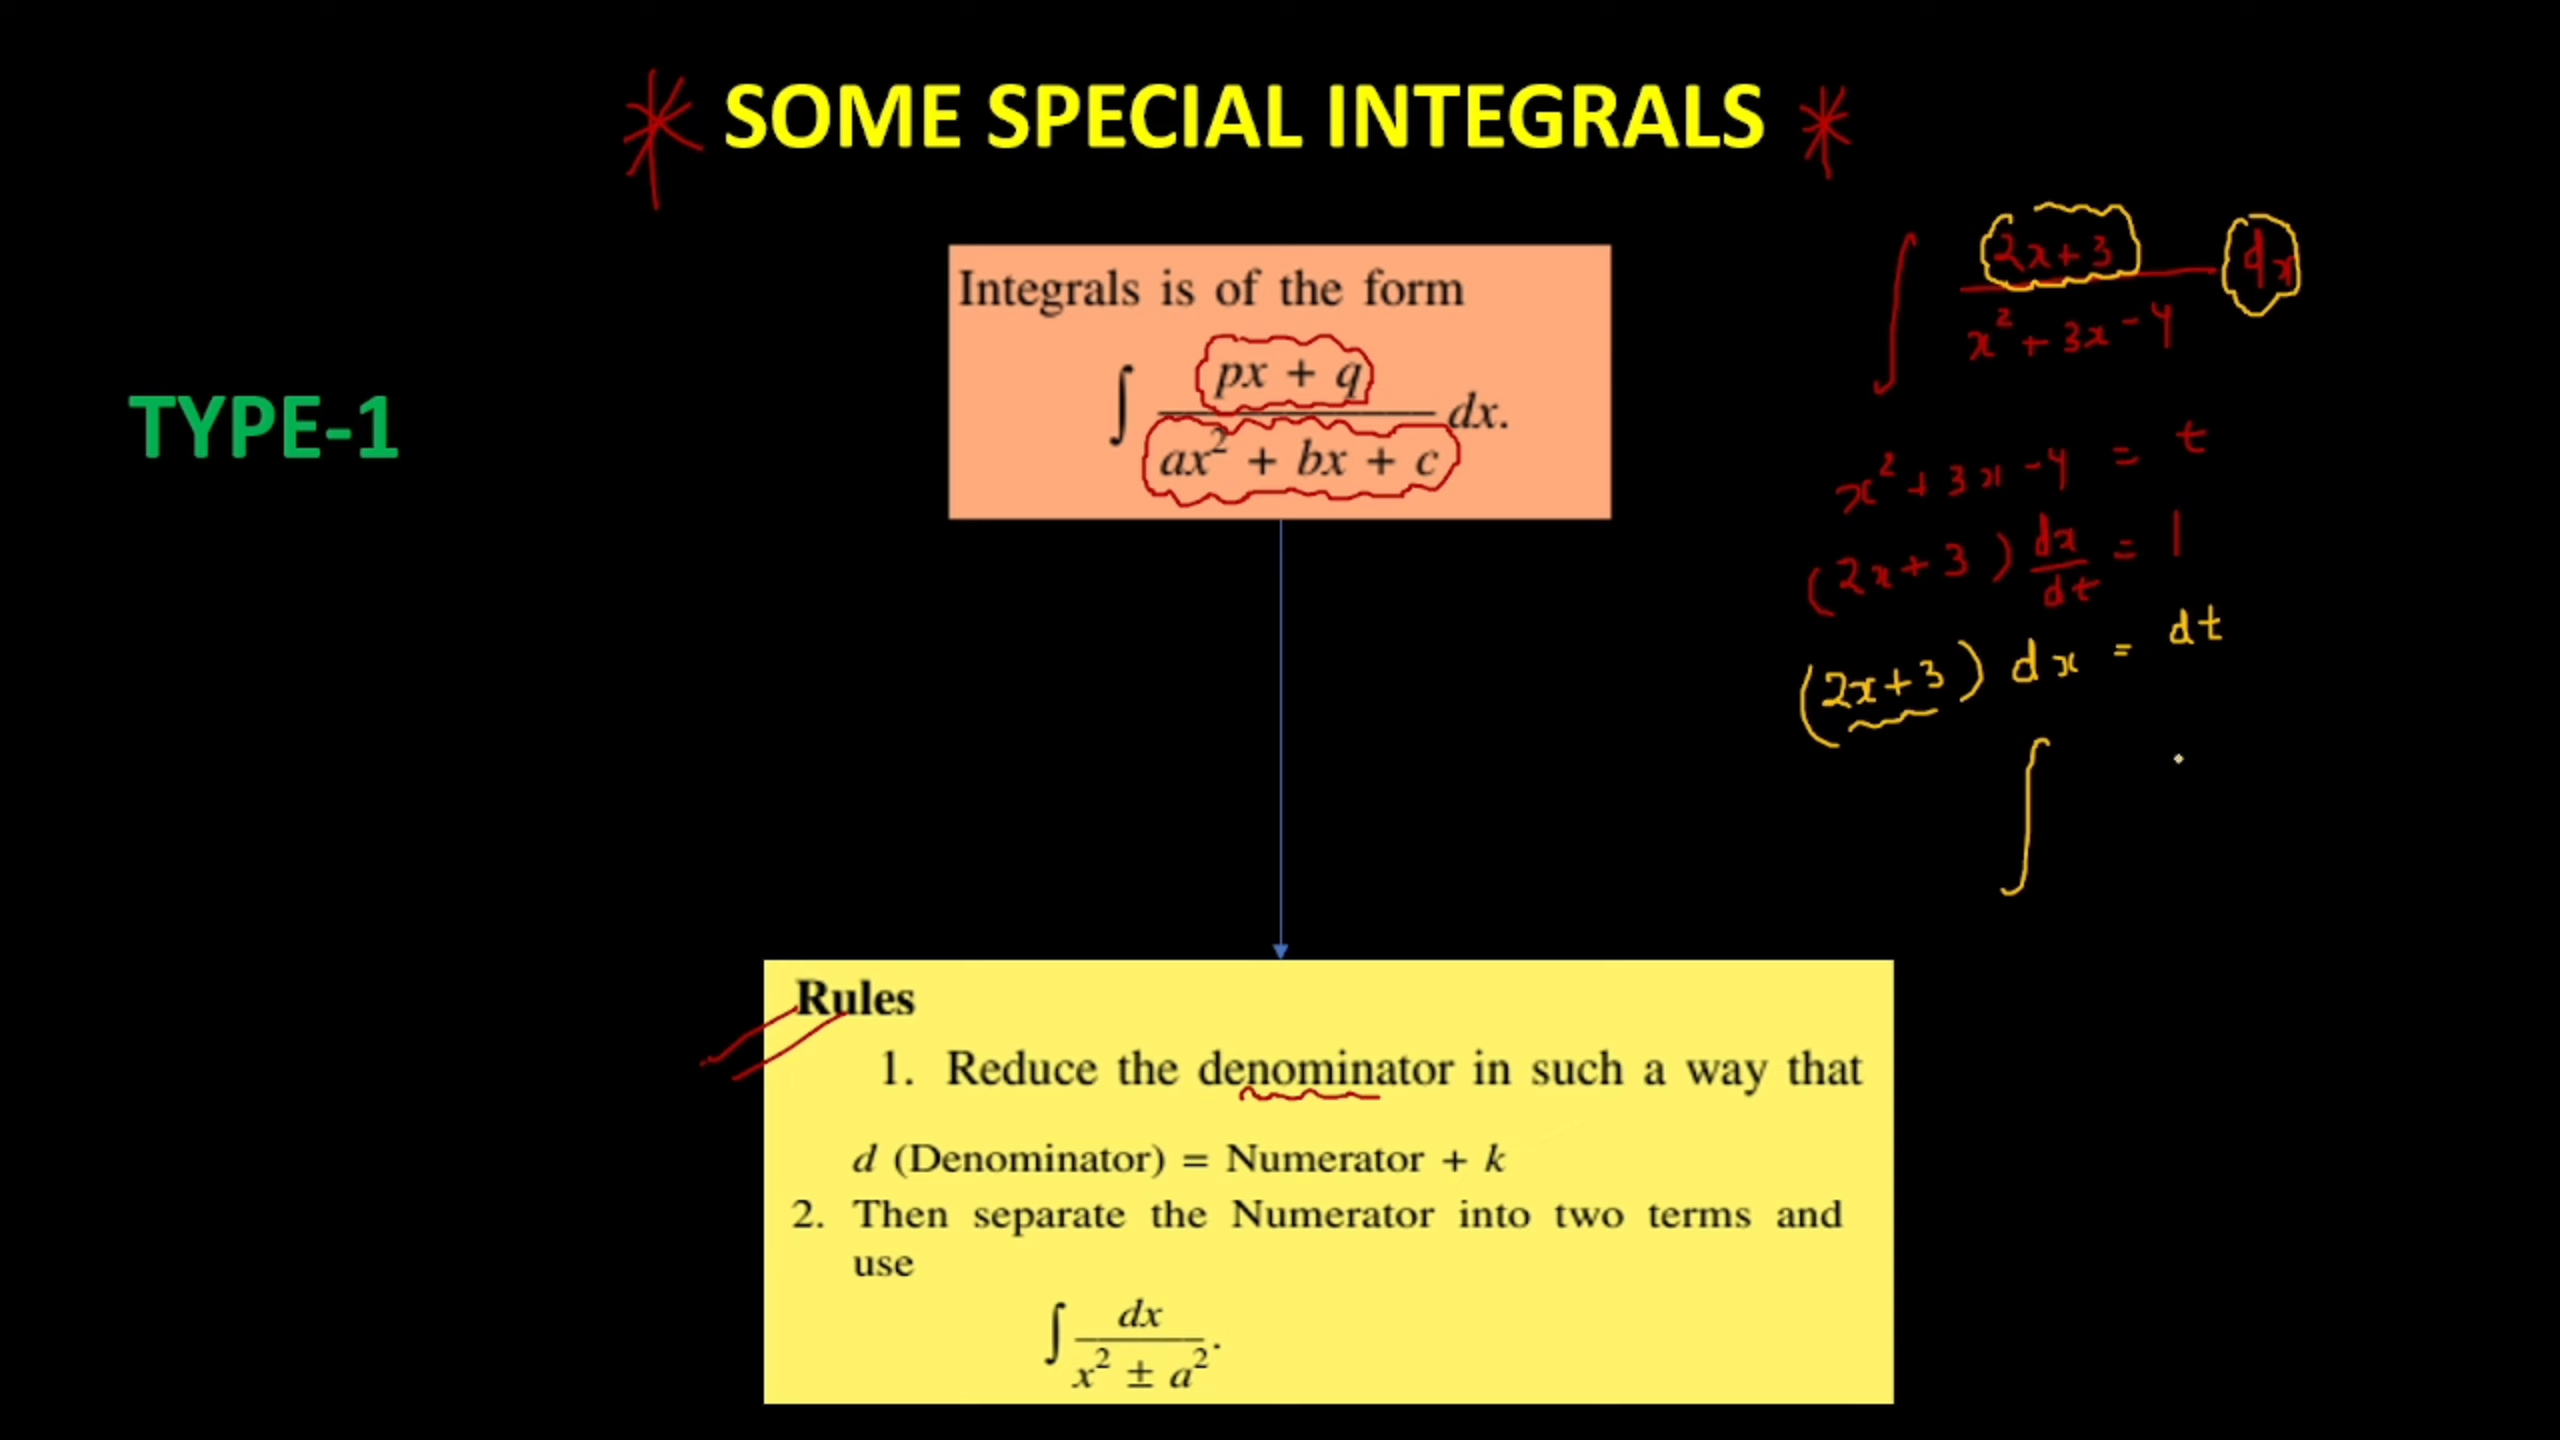 SOME SPECIAL INTEGRALS
TYPE-1
Integrals is of the form
∫ (px + q)/(ax² + bx + c) dx.
∫ (2x+3)/(x²+3x-4) dx
x²+3x-4 = t
(2x+3) dx/dt = 1
(2x+3) dx = dt
∫
Rules
1. Reduce the denominator in such a way that
d (Denominator) = Numerator + k
2. Then separate the Numerator into two terms and
use
∫ dx/(x² ± a²).